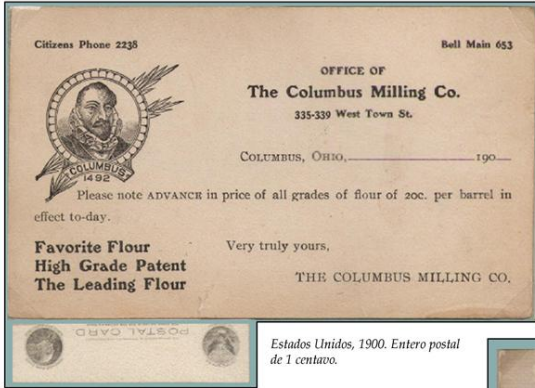 Citizens Phone 2238
Bell Main 653
OFFICE OF
The Columbus Milling Co.
335-339 West Town St.
COLUMBUS
1492
COLUMBUS, OHIO, 190
Please note ADVANCE in price of all grades of flour of 20c. per barrel in
effect to-day.
Favorite Flour
High Grade Patent
The Leading Flour
Very truly yours,
THE COLUMBUS MILLING CO.
POSTAL CARD
Estados Unidos, 1900. Entero postal
de 1 centavo.